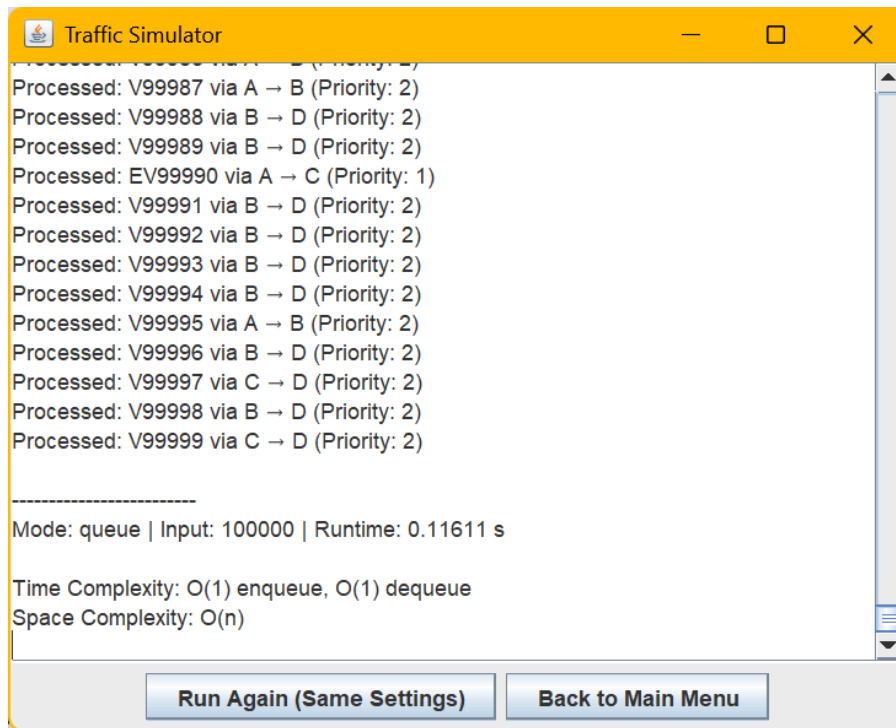 Traffic Simulator
Processed: V99987 via A → B (Priority: 2)
Processed: V99988 via B → D (Priority: 2)
Processed: V99989 via B → D (Priority: 2)
Processed: EV99990 via A → C (Priority: 1)
Processed: V99991 via B → D (Priority: 2)
Processed: V99992 via B → D (Priority: 2)
Processed: V99993 via B → D (Priority: 2)
Processed: V99994 via B → D (Priority: 2)
Processed: V99995 via A → B (Priority: 2)
Processed: V99996 via B → D (Priority: 2)
Processed: V99997 via C → D (Priority: 2)
Processed: V99998 via B → D (Priority: 2)
Processed: V99999 via C → D (Priority: 2)
-------------------------
Mode: queue | Input: 100000 | Runtime: 0.11611 s
Time Complexity: O(1) enqueue, O(1) dequeue
Space Complexity: O(n)
Run Again (Same Settings) Back to Main Menu